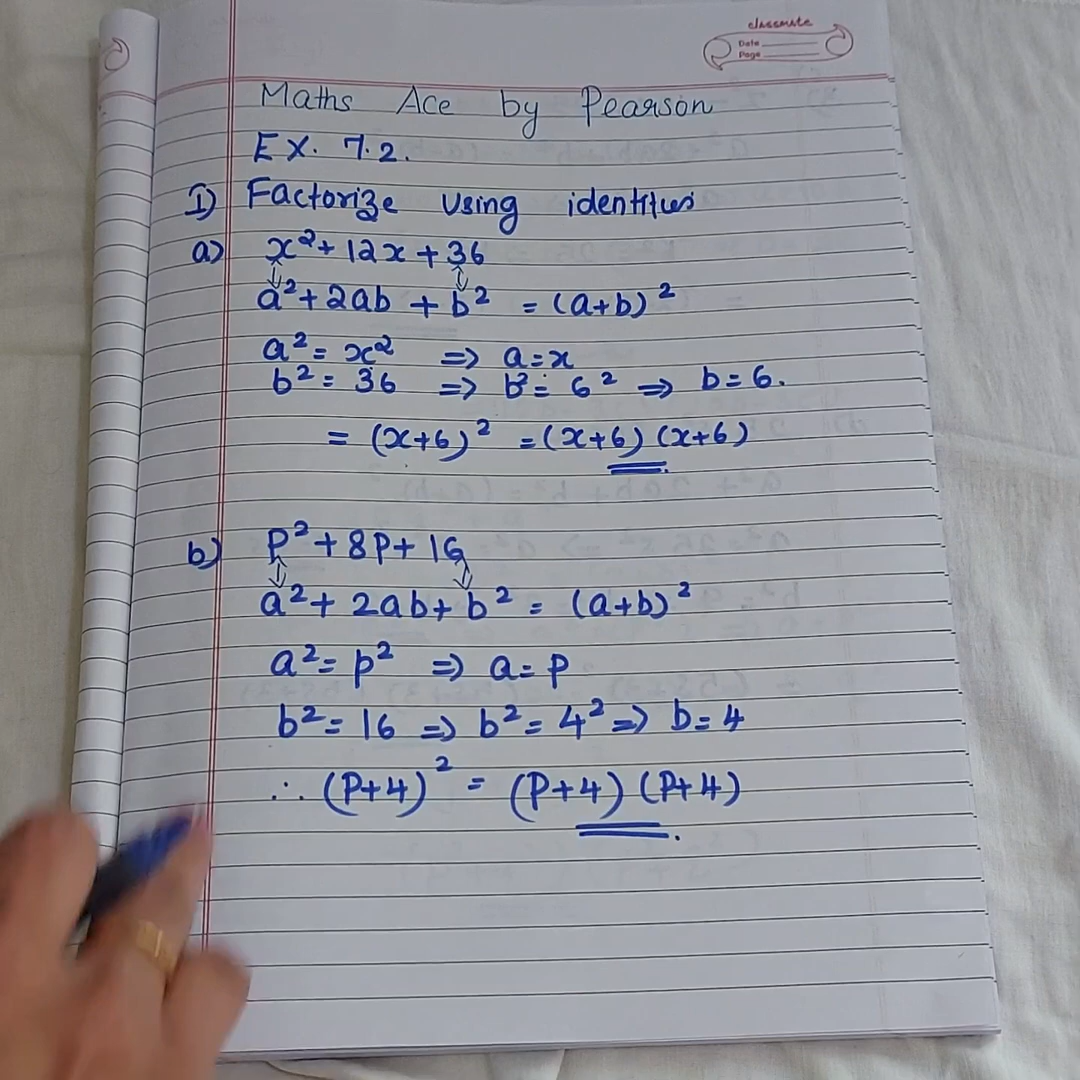 classmate
Date
Page
Maths Ace by Pearson
EX. 7.2.
1) Factorize using identities
a) x² + 12x + 36
a² + 2ab + b² = (a+b)²
a² = x² => a = x
b² = 36 => b² = 6² => b = 6.
= (x+6)² = (x+6) (x+6)
b) P² + 8P + 16
a² + 2ab + b² = (a+b)²
a² = p² => a = p
b² = 16 => b² = 4² => b = 4
∴ (P+4)² = (P+4) (P+4)